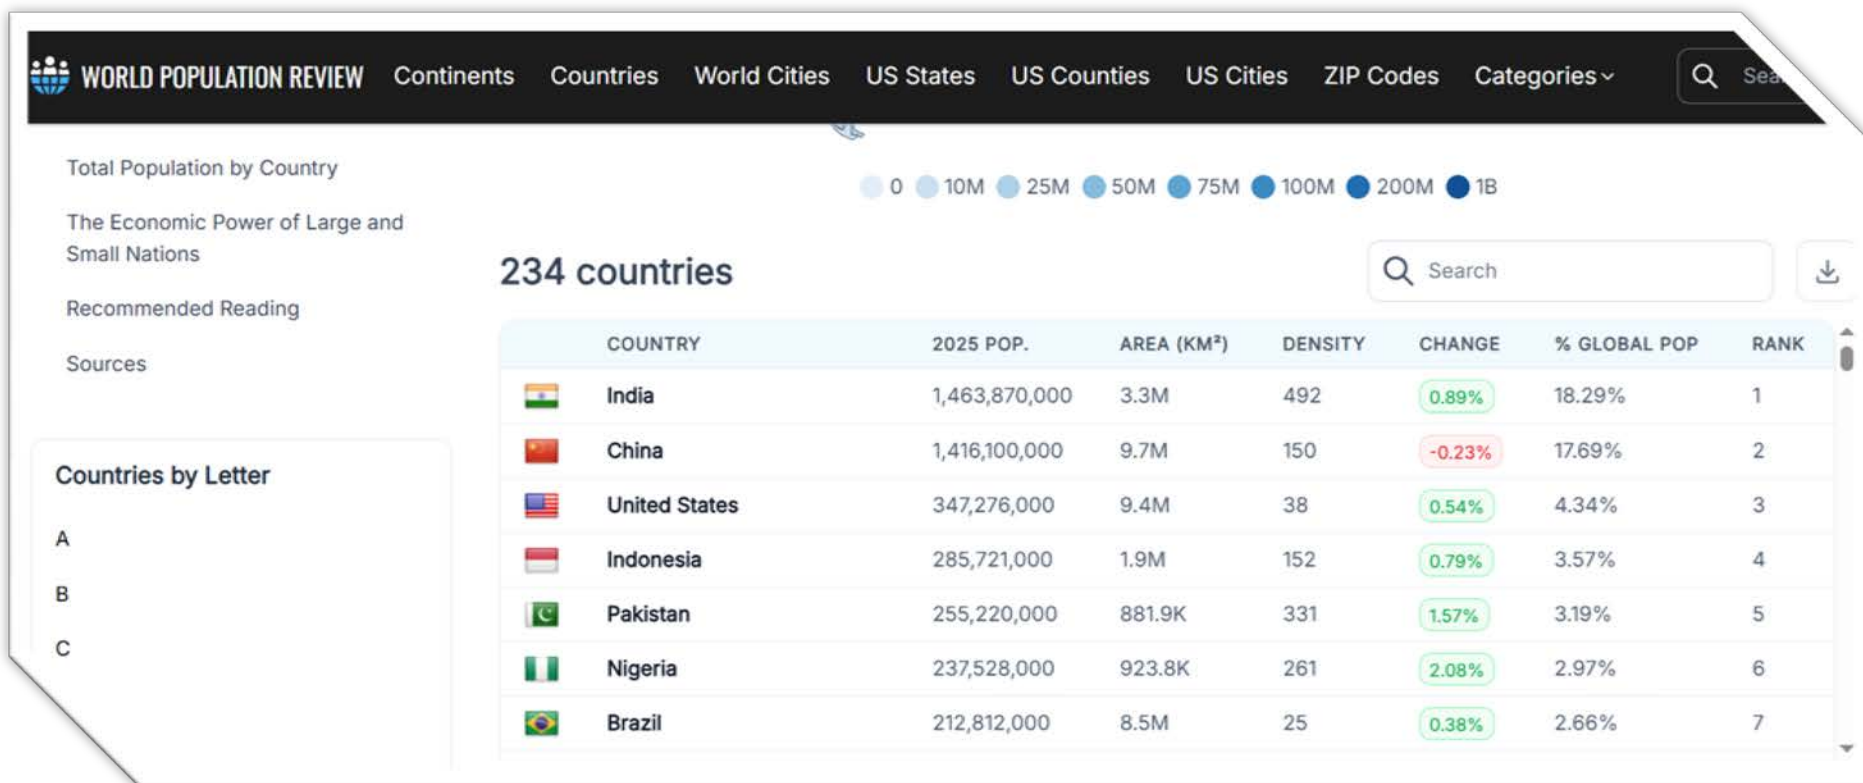 WORLD POPULATION REVIEW Continents Countries World Cities US States US Counties US Cities ZIP Codes Categories
Total Population by Country
The Economic Power of Large and
Small Nations
Recommended Reading
Sources
Countries by Letter
A
B
C
0 10M 25M 50M 75M 100M 200M 1B
234 countries
Search
COUNTRY 2025 POP. AREA (KM²) DENSITY CHANGE % GLOBAL POP RANK
India 1,463,870,000 3.3M 492 0.89% 18.29% 1
China 1,416,100,000 9.7M 150 -0.23% 17.69% 2
United States 347,276,000 9.4M 38 0.54% 4.34% 3
Indonesia 285,721,000 1.9M 152 0.79% 3.57% 4
Pakistan 255,220,000 881.9K 331 1.57% 3.19% 5
Nigeria 237,528,000 923.8K 261 2.08% 2.97% 6
Brazil 212,812,000 8.5M 25 0.38% 2.66% 7